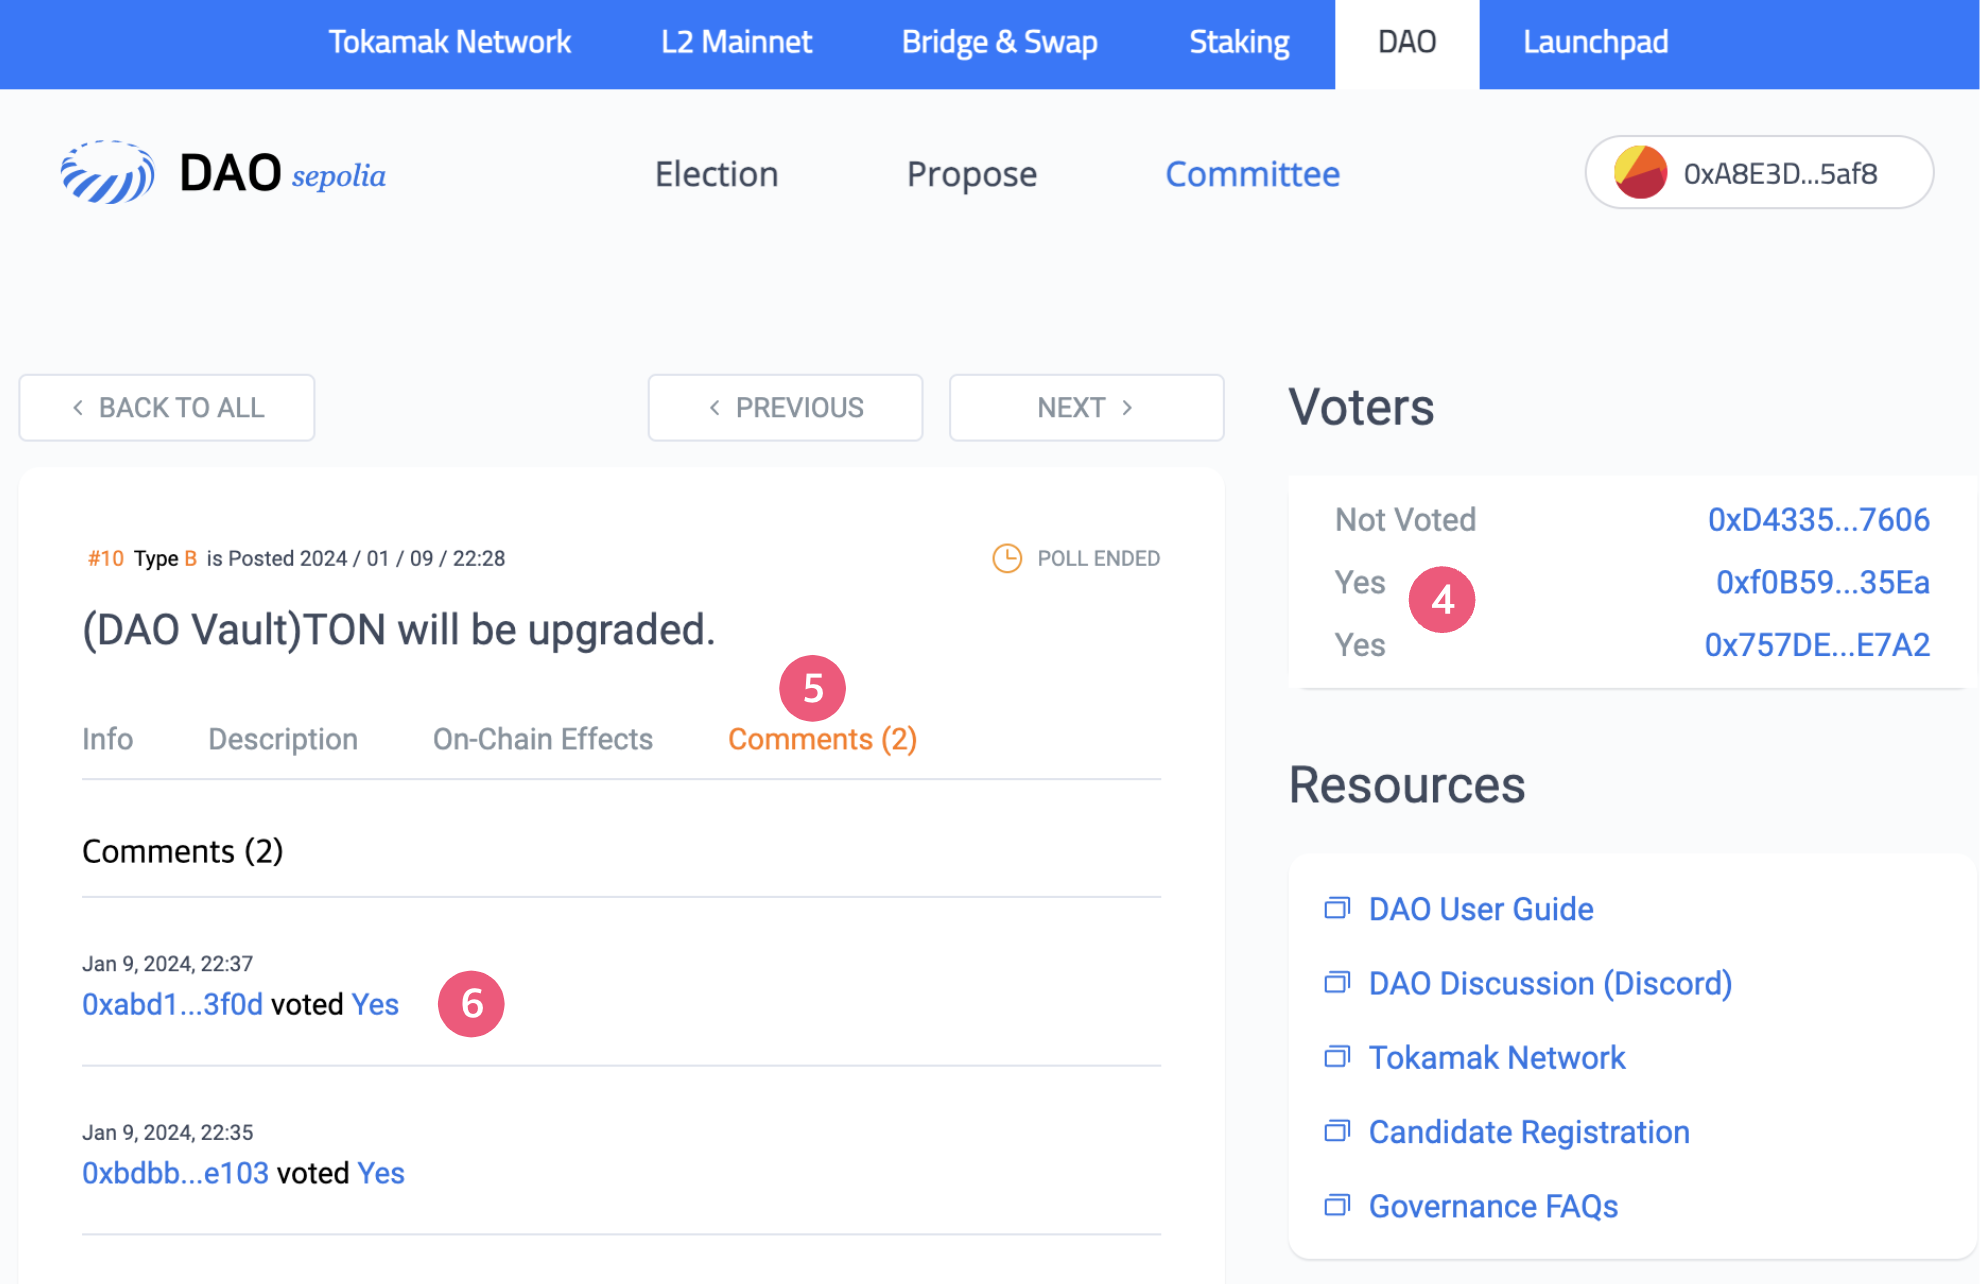 Tokamak Network L2 Mainnet Bridge & Swap Staking DAO Launchpad
DAO sepolia Election Propose Committee 0xA8E3D...5af8
< BACK TO ALL < PREVIOUS NEXT >
#10 Type B is Posted 2024 / 01 / 09 / 22:28 POLL ENDED
(DAO Vault)TON will be upgraded.
5
Info Description On-Chain Effects Comments (2)
Comments (2)
Jan 9, 2024, 22:37
0xabd1...3f0d voted Yes 6
Jan 9, 2024, 22:35
0xbdbb...e103 voted Yes
Voters
Not Voted 0xD4335...7606
Yes 4 0xf0B59...35Ea
Yes 0x757DE...E7A2
Resources
DAO User Guide
DAO Discussion (Discord)
Tokamak Network
Candidate Registration
Governance FAQs